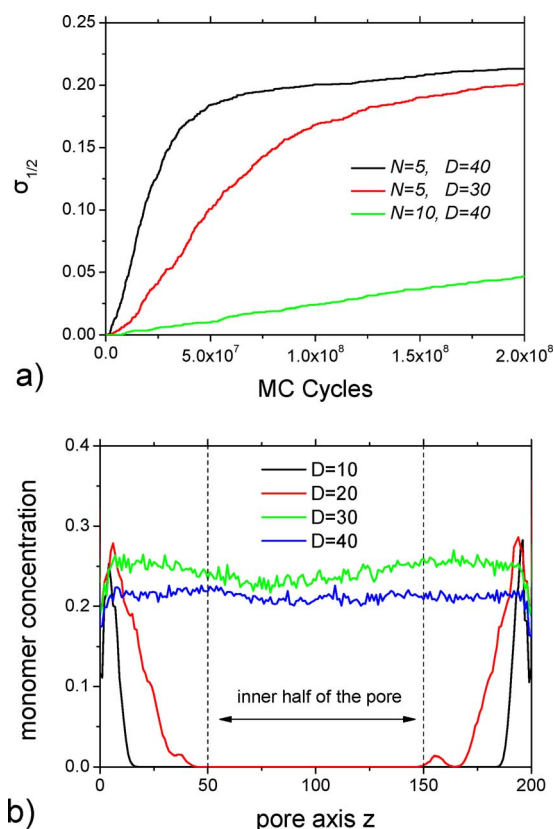 0.25
0.20
0.15
0.10
0.05
0.00
σ1/2
N=5, D=40
N=5, D=30
N=10, D=40
0.0 5.0x10⁷ 1.0x10⁸ 1.5x10⁸ 2.0x10⁸
MC Cycles
a)
0.4
0.3
0.2
0.1
0.0
monomer concentration
D=10
D=20
D=30
D=40
inner half of the pore
0 50 100 150 200
pore axis z
b)